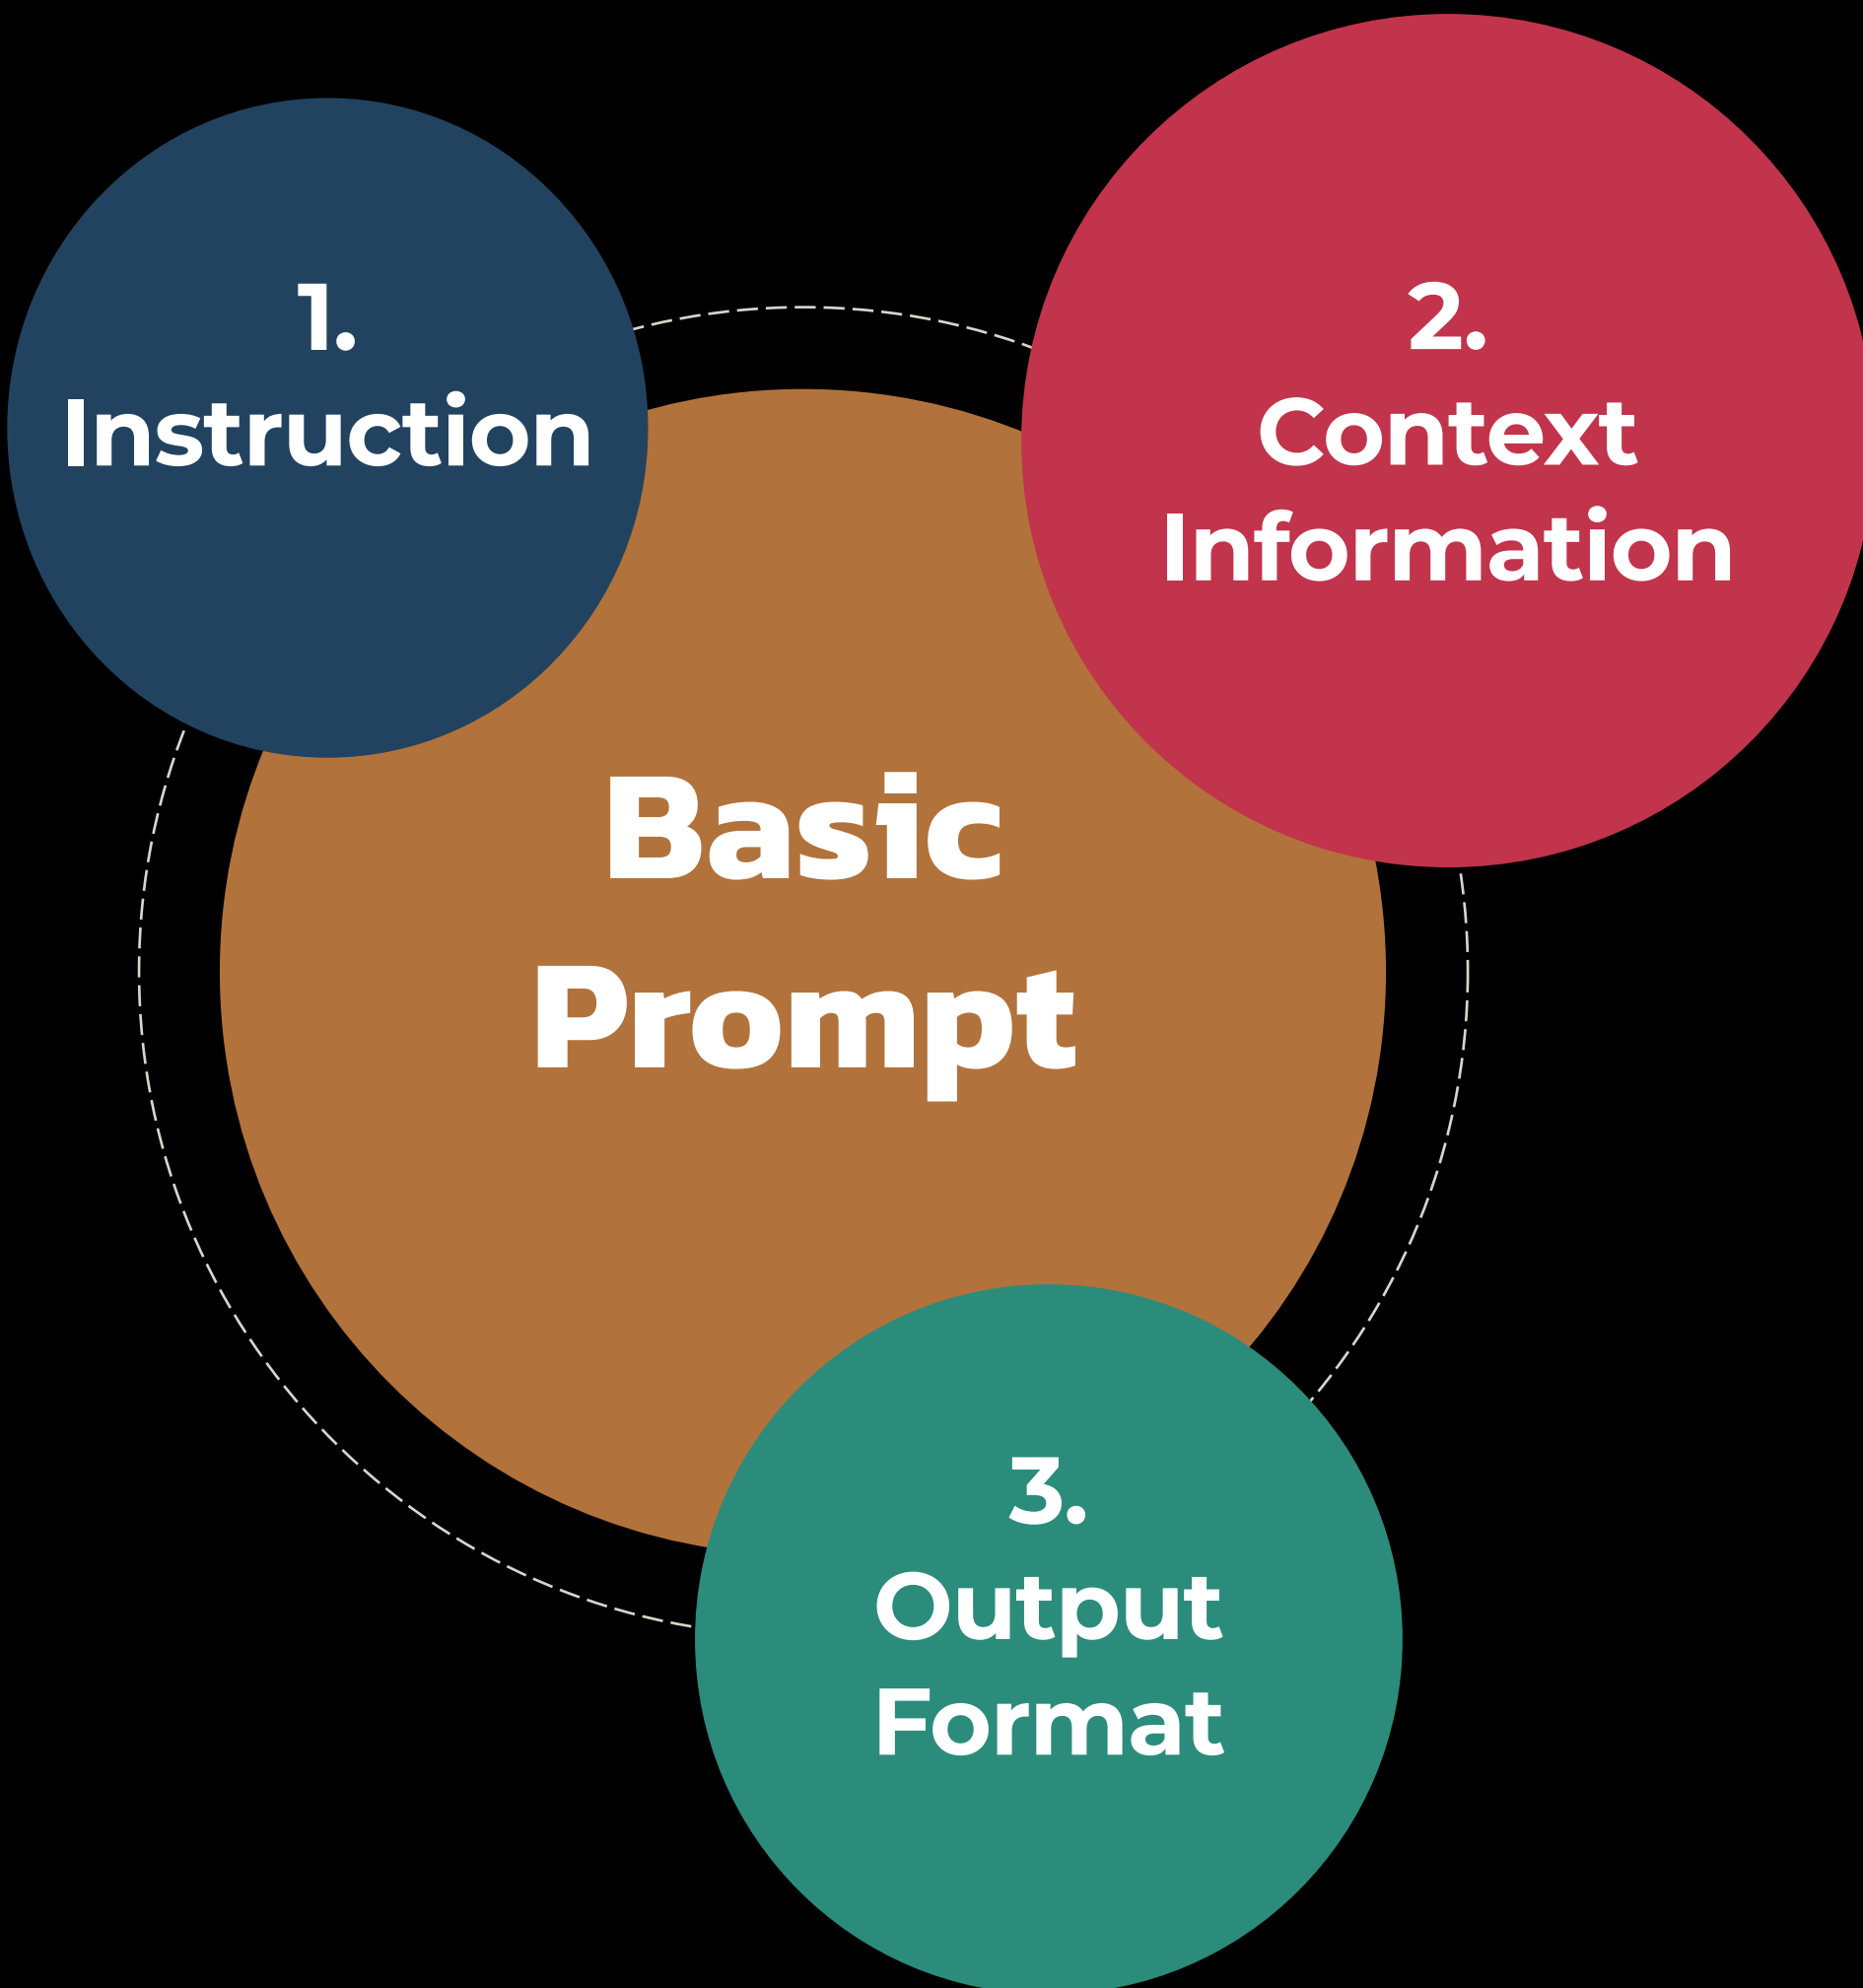 1.
Instruction
2.
Context
Information
Basic
Prompt
3.
Output
Format